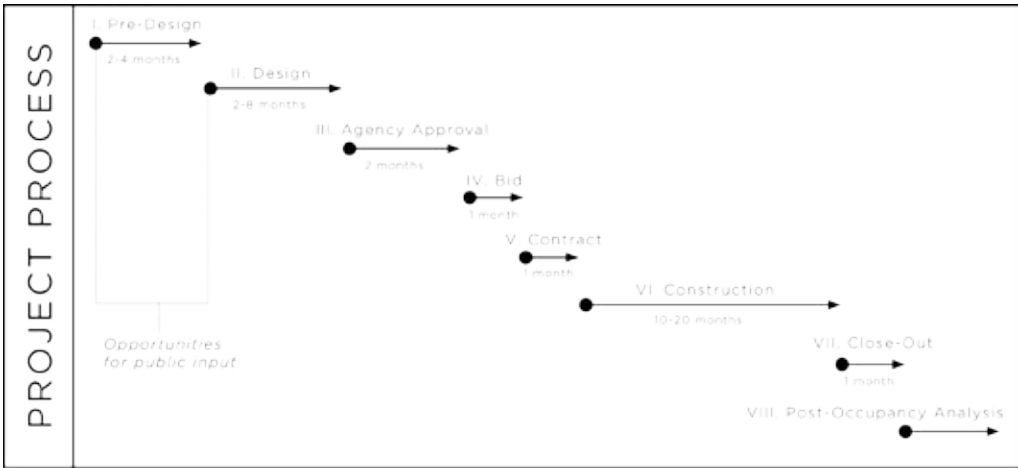 PROJECT PROCESS
I. Pre-Design
2-4 months
II. Design
2-8 months
III. Agency Approval
2 months
IV. Bid
1 month
V. Contract
1 month
VI. Construction
10-20 months
Opportunities
for public input
VII. Close-Out
1 month
VIII. Post-Occupancy Analysis